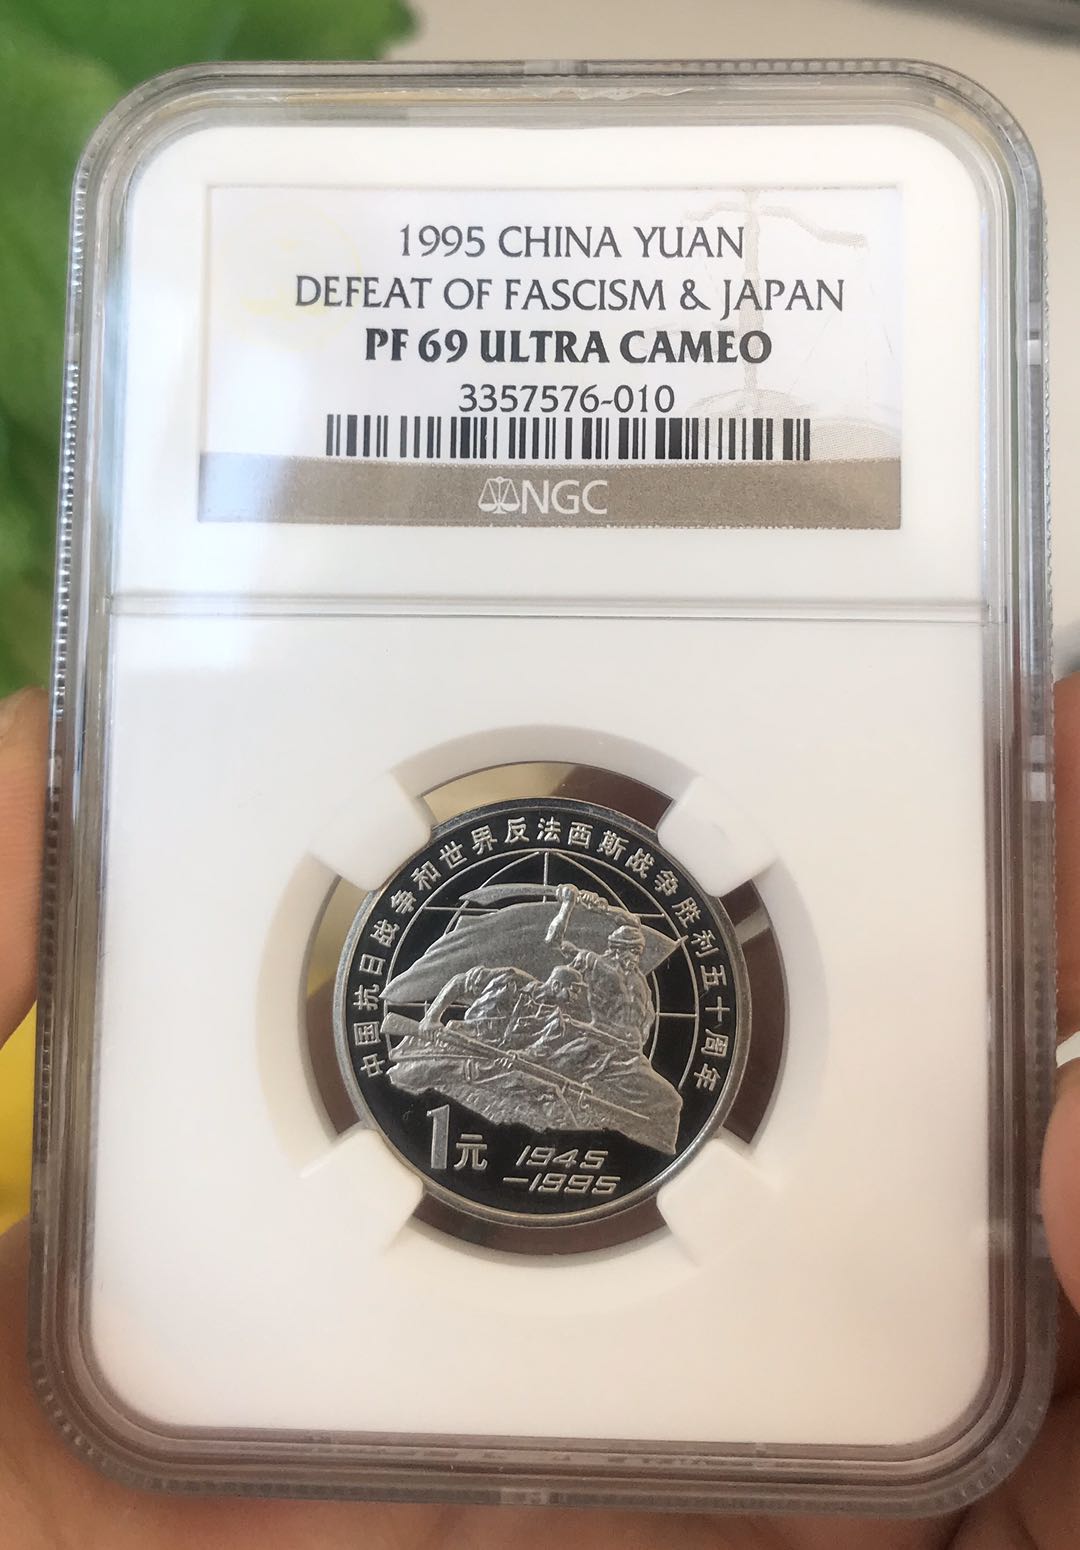 1995 CHINA YUAN
DEFEAT OF FASCISM & JAPAN
PF 69 ULTRA CAMEO
3357576-010
NGC
中国抗日战争和世界反法西斯战争胜利五十周年
1元
1945
-1995